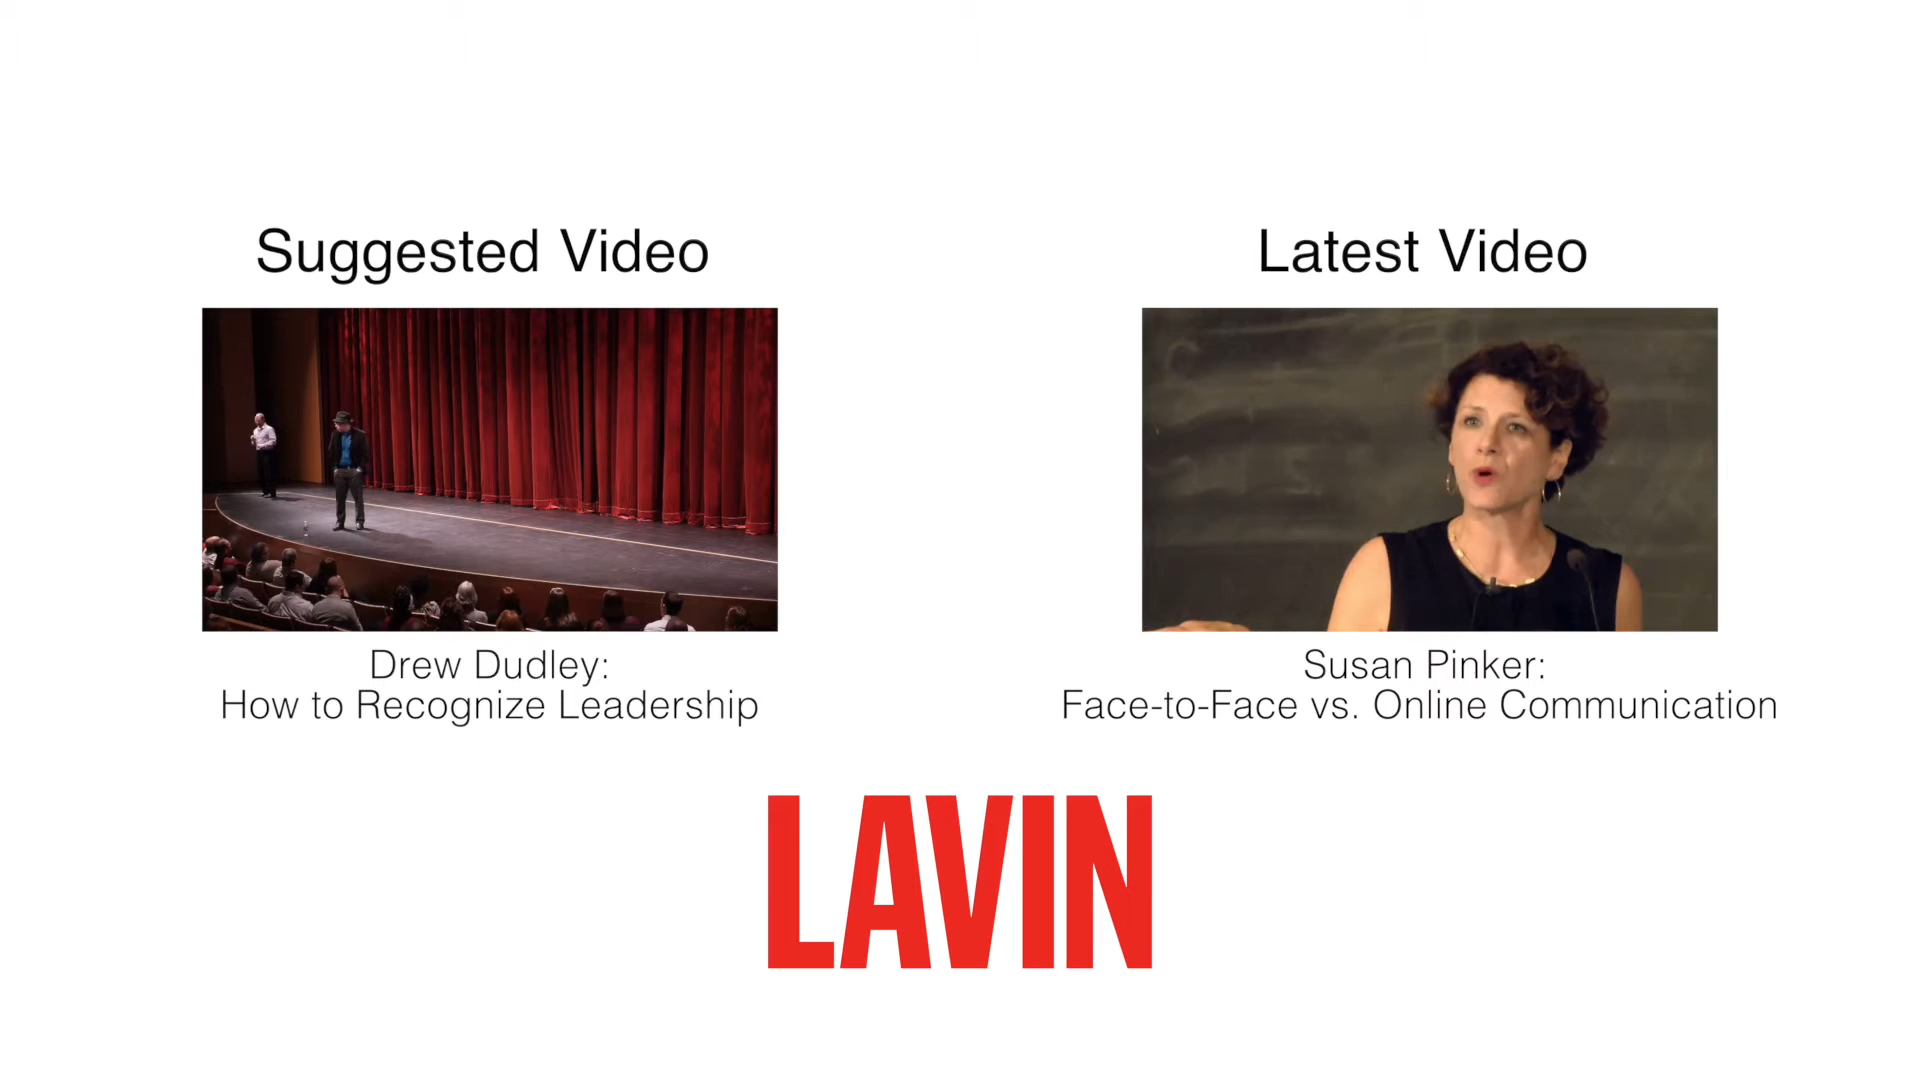 Suggested Video
Drew Dudley:
How to Recognize Leadership
Latest Video
Susan Pinker:
Face-to-Face vs. Online Communication
LAVIN